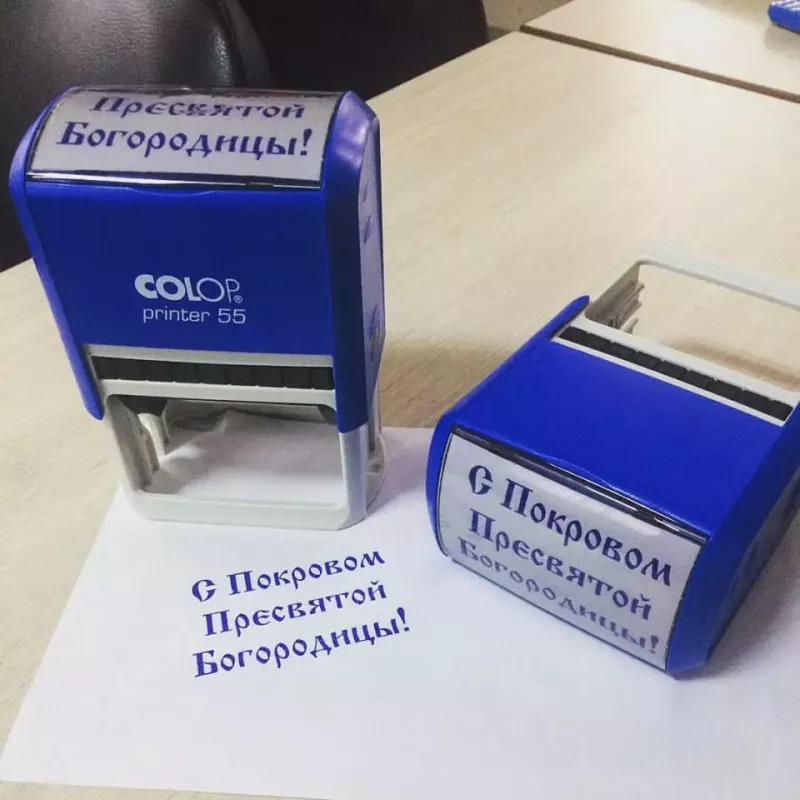 Пресвятой
Богородицы!
COLOP®
printer 55
С Покровом
Пресвятой
Богородицы!
С Покровом
Пресвятой
Богородицы!